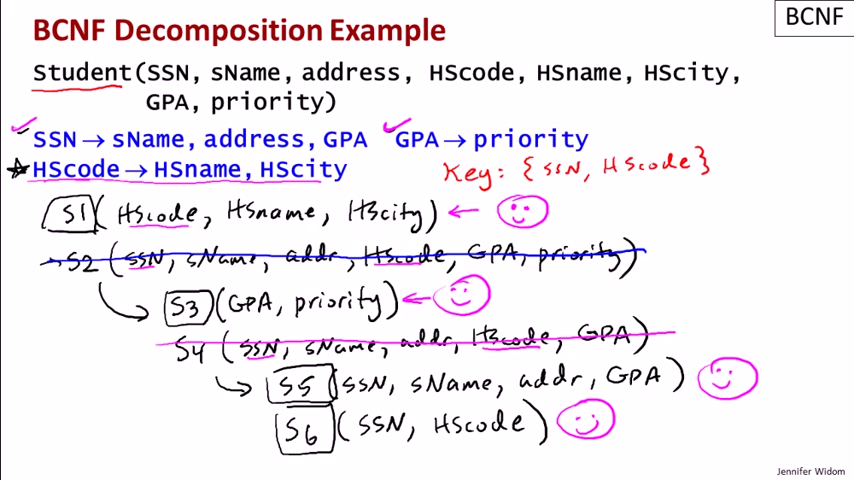 BCNF Decomposition Example
BCNF
Student(SSN, sName, address, HScode, HSname, HScity,
GPA, priority)
SSN → sName, address, GPA GPA → priority
HScode → HSname, HScity
Key: {SSN, HScode}
S1 (HScode, HSname, HScity)
S2 (SSN, sName, addr, HScode, GPA, priority)
S3 (GPA, priority)
S4 (SSN, sName, addr, HScode, GPA)
S5 (SSN, sName, addr, GPA)
S6 (SSN, HScode)
Jennifer Widom